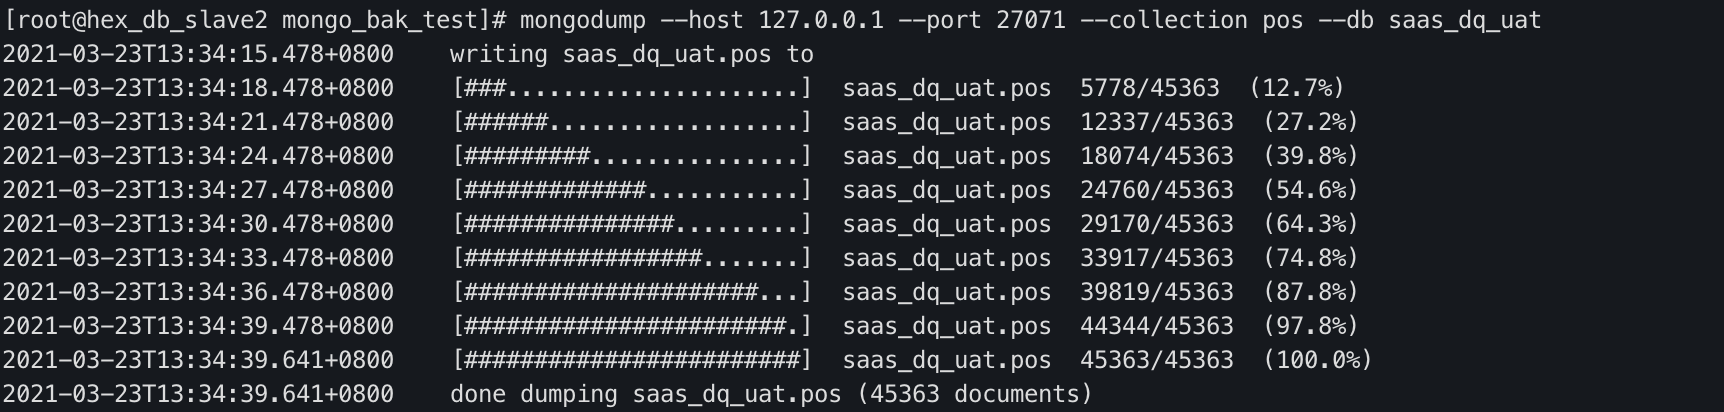 [root@hex_db_slave2 mongo_bak_test]# mongodump --host 127.0.0.1 --port 27071 --collection pos --db saas_dq_uat
2021-03-23T13:34:15.478+0800    writing saas_dq_uat.pos to
2021-03-23T13:34:18.478+0800    [###.....................]  saas_dq_uat.pos  5778/45363  (12.7%)
2021-03-23T13:34:21.478+0800    [######..................]  saas_dq_uat.pos  12337/45363  (27.2%)
2021-03-23T13:34:24.478+0800    [#########...............]  saas_dq_uat.pos  18074/45363  (39.8%)
2021-03-23T13:34:27.478+0800    [#############...........]  saas_dq_uat.pos  24760/45363  (54.6%)
2021-03-23T13:34:30.478+0800    [###############.........]  saas_dq_uat.pos  29170/45363  (64.3%)
2021-03-23T13:34:33.478+0800    [#################.......]  saas_dq_uat.pos  33917/45363  (74.8%)
2021-03-23T13:34:36.478+0800    [#####################...]  saas_dq_uat.pos  39819/45363  (87.8%)
2021-03-23T13:34:39.478+0800    [#######################.]  saas_dq_uat.pos  44344/45363  (97.8%)
2021-03-23T13:34:39.641+0800    [########################]  saas_dq_uat.pos  45363/45363  (100.0%)
2021-03-23T13:34:39.641+0800    done dumping saas_dq_uat.pos (45363 documents)